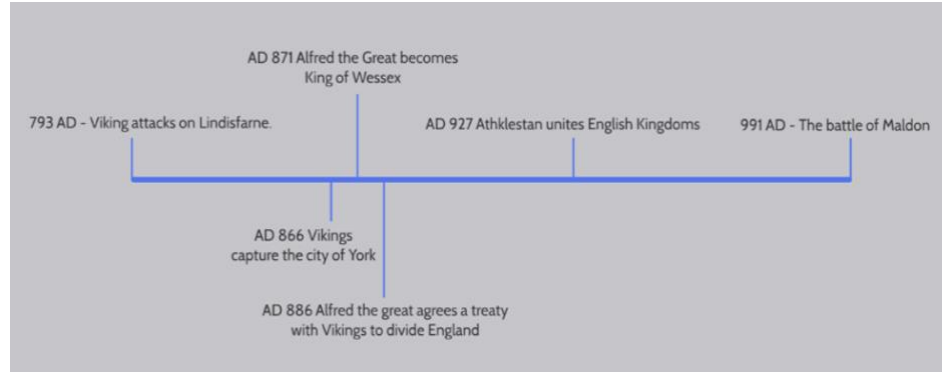 AD 871 Alfred the Great becomes
King of Wessex
793 AD - Viking attacks on Lindisfarne.
AD 927 Athklestan unites English Kingdoms
991 AD - The battle of Maldon
AD 866 Vikings
capture the city of York
AD 886 Alfred the great agrees a treaty
with Vikings to divide England